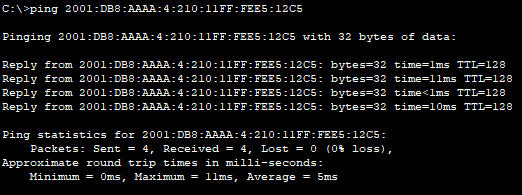 C:\>ping 2001:DB8:AAAA:4:210:11FF:FEE5:12C5
Pinging 2001:DB8:AAAA:4:210:11FF:FEE5:12C5 with 32 bytes of data:
Reply from 2001:DB8:AAAA:4:210:11FF:FEE5:12C5: bytes=32 time=1ms TTL=128
Reply from 2001:DB8:AAAA:4:210:11FF:FEE5:12C5: bytes=32 time=11ms TTL=128
Reply from 2001:DB8:AAAA:4:210:11FF:FEE5:12C5: bytes=32 time<1ms TTL=128
Reply from 2001:DB8:AAAA:4:210:11FF:FEE5:12C5: bytes=32 time=10ms TTL=128
Ping statistics for 2001:DB8:AAAA:4:210:11FF:FEE5:12C5:
Packets: Sent = 4, Received = 4, Lost = 0 (0% loss),
Approximate round trip times in milli-seconds:
Minimum = 0ms, Maximum = 11ms, Average = 5ms